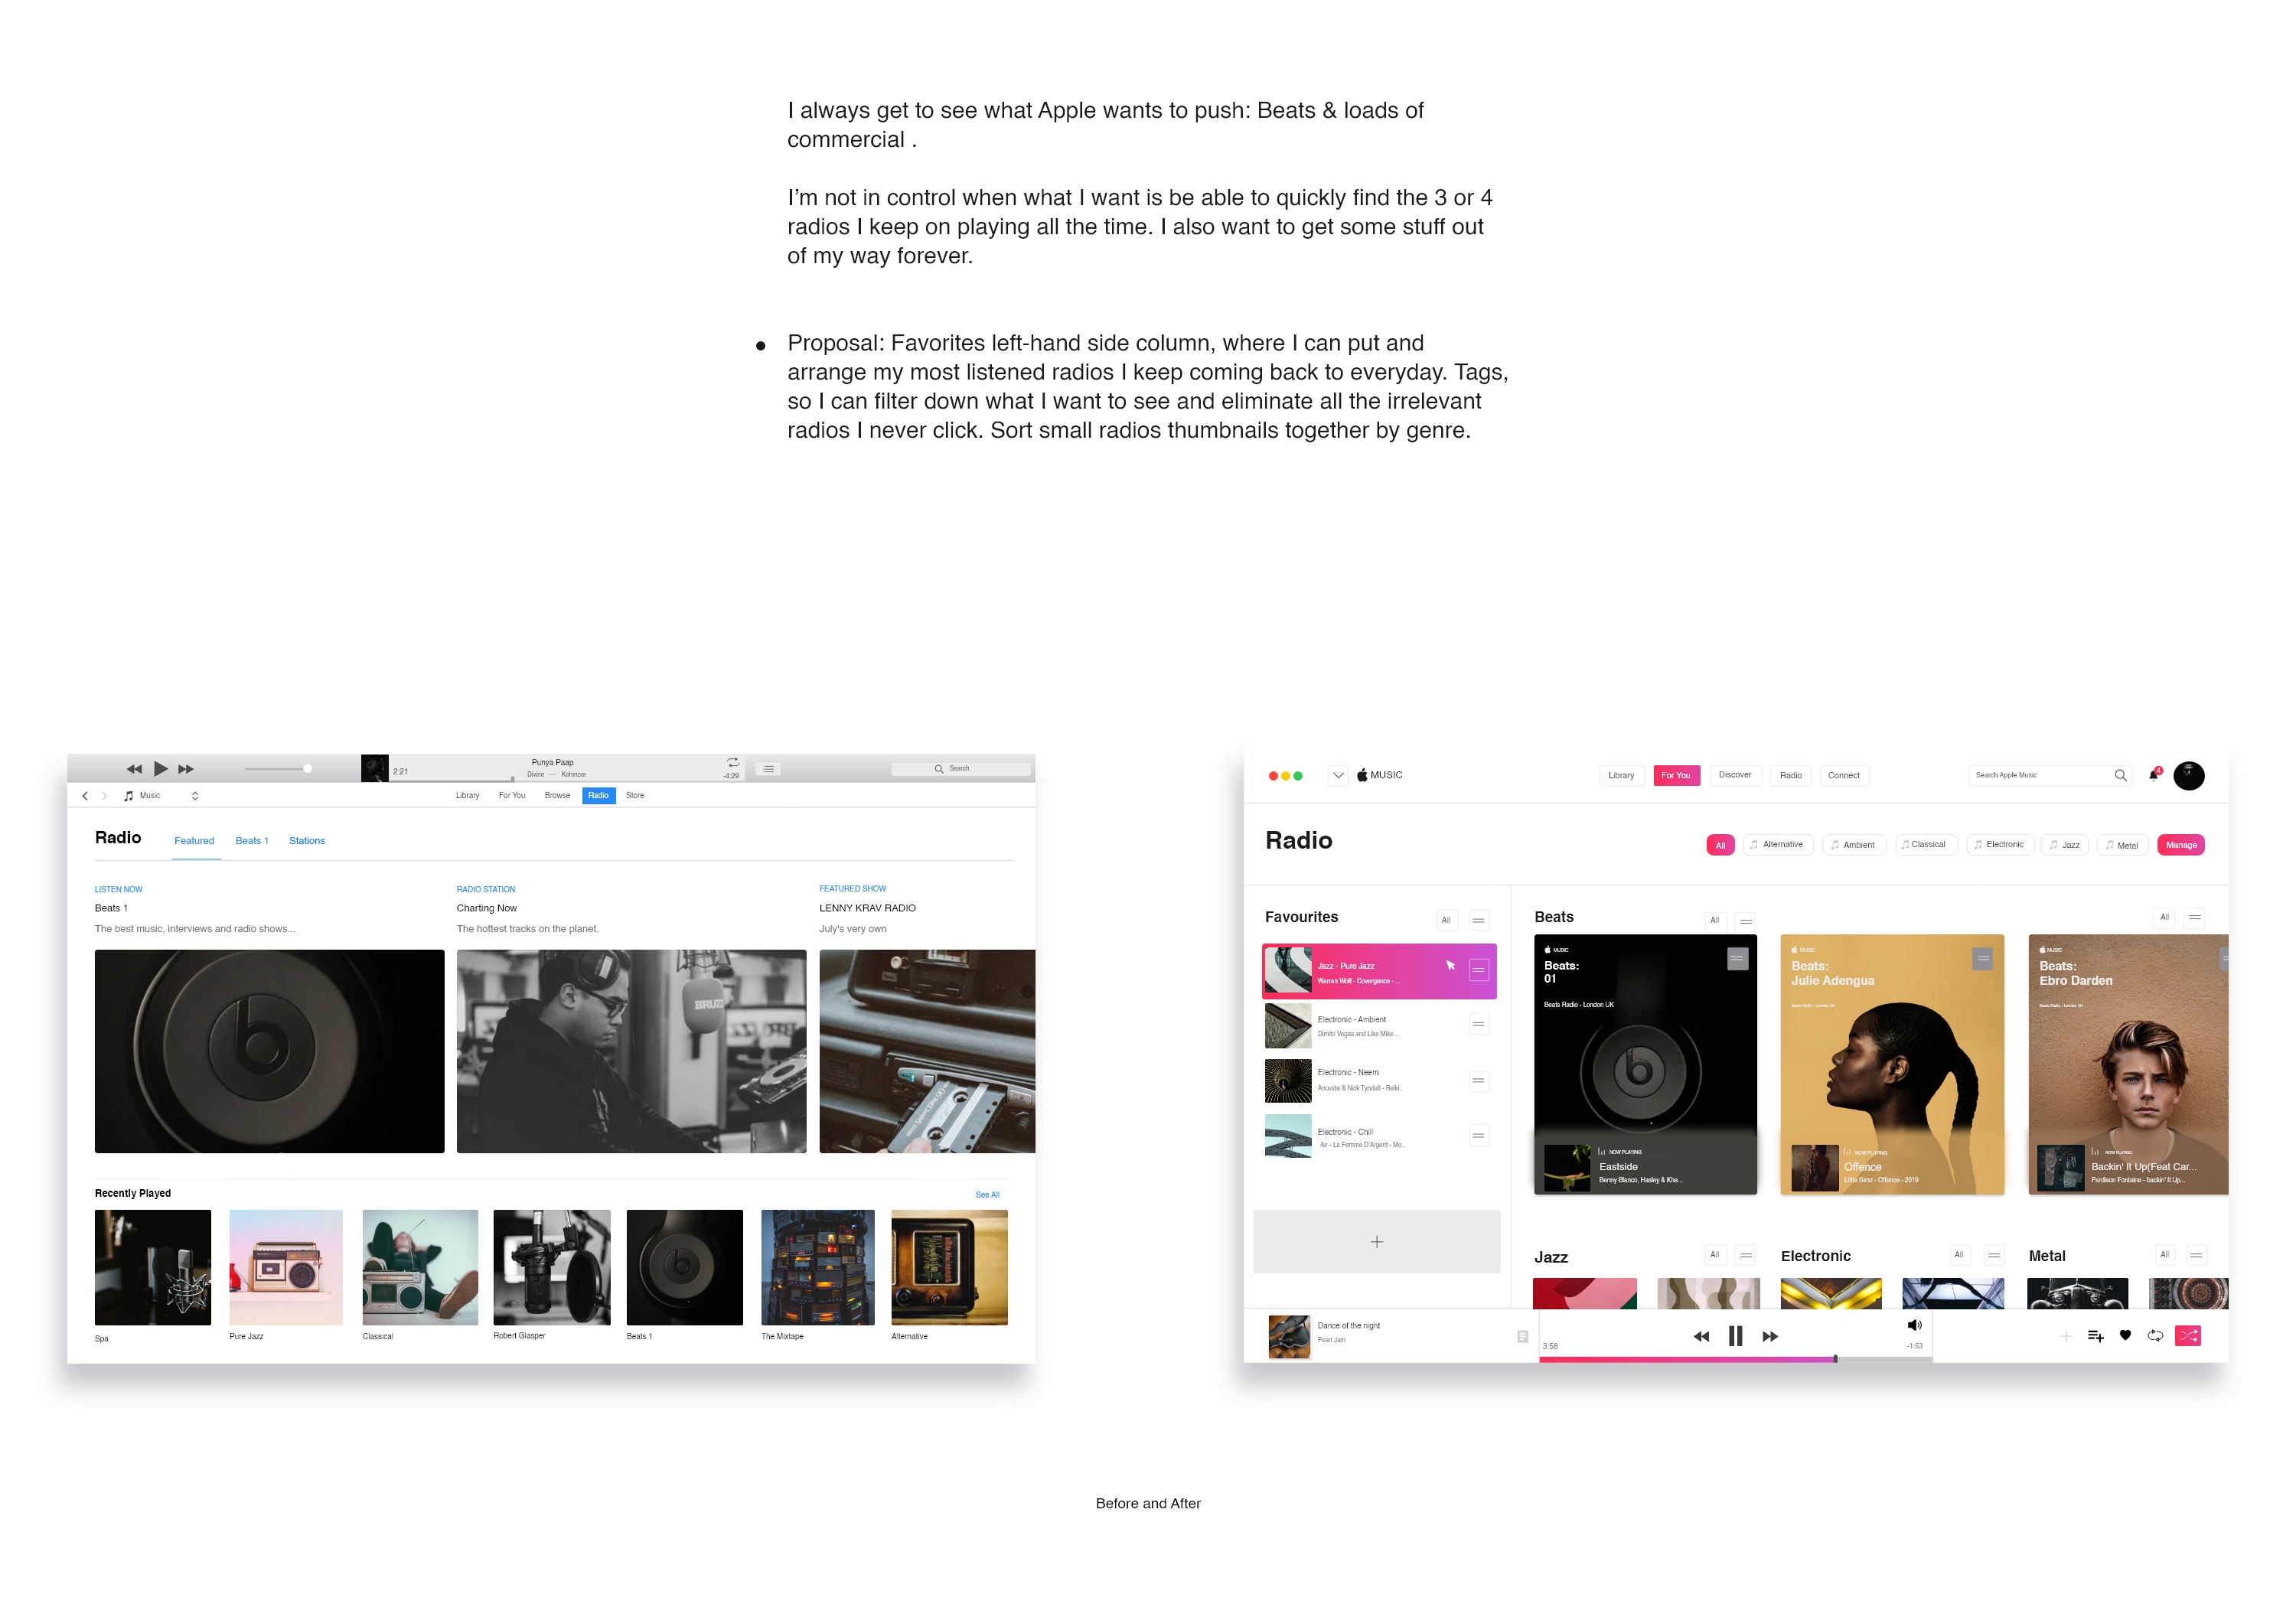 I always get to see what Apple wants to push: Beats & loads of
commercial .
I'm not in control when what I want is be able to quickly find the 3 or 4
radios I keep on playing all the time. I also want to get some stuff out
of my way forever.
• Proposal: Favorites left-hand side column, where I can put and
arrange my most listened radios I keep coming back to everyday. Tags,
so I can filter down what I want to see and eliminate all the irrelevant
radios I never click. Sort small radios thumbnails together by genre.
Punya Paap
2:21
Divine — Kohinoor
-4:29
Search
Music
Library For You Browse Radio Store
Radio Featured Beats 1 Stations
LISTEN NOW
Beats 1
The best music, interviews and radio shows...
RADIO STATION
Charting Now
The hottest tracks on the planet.
FEATURED SHOW
LENNY KRAV RADIO
July's very own
BRUZZ
Recently Played
See All
Spa
Pure Jazz
Classical
Robert Glasper
Beats 1
The Mixtape
Alternative
MUSIC
Library For You Discover Radio Connect
Search Apple Music
4
Radio
All Alternative Ambient Classical Electronic Jazz Metal Manage
Favourites All
Jazz - Pure Jazz
Warren Wolf - Covergence - ...
Electronic - Ambient
Dimitri Vegas and Like Mike...
Electronic - Neem
Anuvida & Nick Tyndall - Reiki..
Electronic - Chill
Air - La Femme D'Argent - Mo..
+
Beats All
All
MUSIC
Beats:
01
Beats Radio - London UK
NOW PLAYING
Eastside
Benny Blanco, Hasley & Kha...
MUSIC
Beats:
Julie Adengua
Beats Radio - London UK
NOW PLAYING
Offence
Little Simz - Offence - 2019
MUSIC
Beats:
Ebro Darden
Beats Radio - London UK
NOW PLAYING
Backin' It Up(Feat Car...
Pardison Fontaine - backin' It Up...
Jazz All
Electronic All
Metal All
Dance of the night
Pearl Jam
3:58
-1:53
Before and After